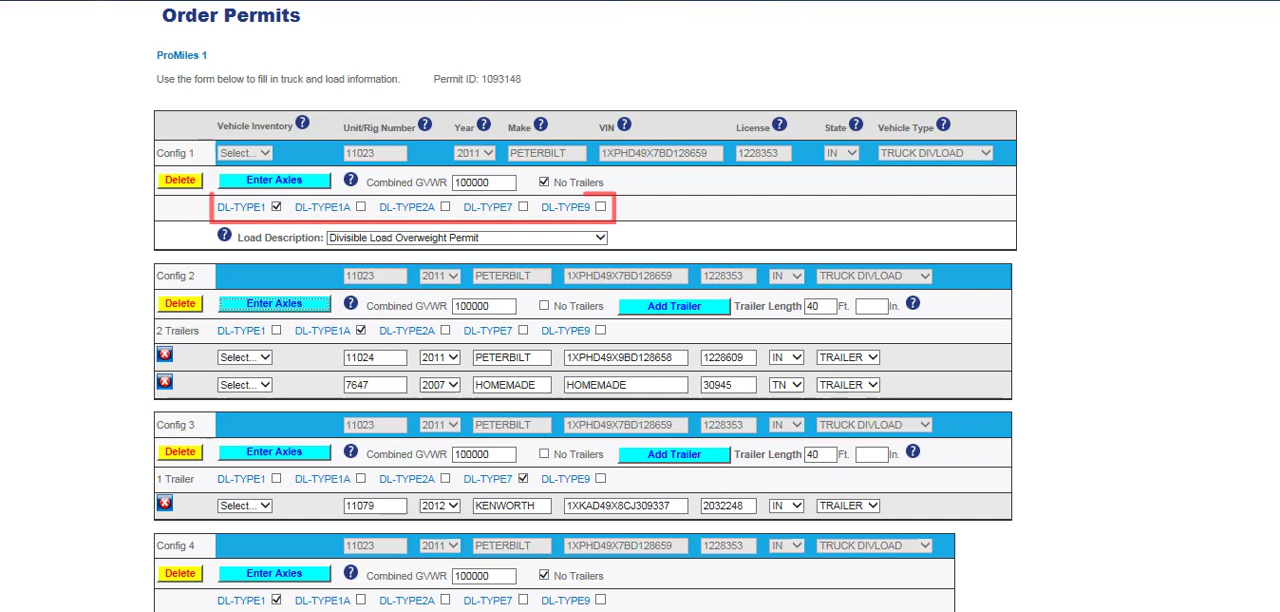 Order Permits
ProMiles 1
Use the form below to fill in truck and load information. Permit ID: 1093148
Vehicle Inventory ? Unit/Rig Number ? Year ? Make ? VIN ? License ? State ? Vehicle Type ?
Config 1 Select... 11023 2011 PETERBILT 1XPHD49X7BD128659 1228353 IN TRUCK DIVLOAD
Delete Enter Axles ? Combined GVWR 100000 No Trailers
DL-TYPE1 DL-TYPE1A DL-TYPE2A DL-TYPE7 DL-TYPE9
? Load Description: Divisible Load Overweight Permit
Config 2 11023 2011 PETERBILT 1XPHD49X7BD128659 1228353 IN TRUCK DIVLOAD
Delete Enter Axles ? Combined GVWR 100000 No Trailers Add Trailer Trailer Length 40 Ft. In. ?
2 Trailers DL-TYPE1 DL-TYPE1A DL-TYPE2A DL-TYPE7 DL-TYPE9
Select... 11024 2011 PETERBILT 1XPHD49X9BD128658 1228609 IN TRAILER
Select... 7647 2007 HOMEMADE HOMEMADE 30945 TN TRAILER
Config 3 11023 2011 PETERBILT 1XPHD49X7BD128659 1228353 IN TRUCK DIVLOAD
Delete Enter Axles ? Combined GVWR 100000 No Trailers Add Trailer Trailer Length 40 Ft. In. ?
1 Trailer DL-TYPE1 DL-TYPE1A DL-TYPE2A DL-TYPE7 DL-TYPE9
Select... 11079 2012 KENWORTH 1XKAD49X8CJ309337 2032248 IN TRAILER
Config 4 11023 2011 PETERBILT 1XPHD49X7BD128659 1228353 IN TRUCK DIVLOAD
Delete Enter Axles ? Combined GVWR 100000 No Trailers
DL-TYPE1 DL-TYPE1A DL-TYPE2A DL-TYPE7 DL-TYPE9